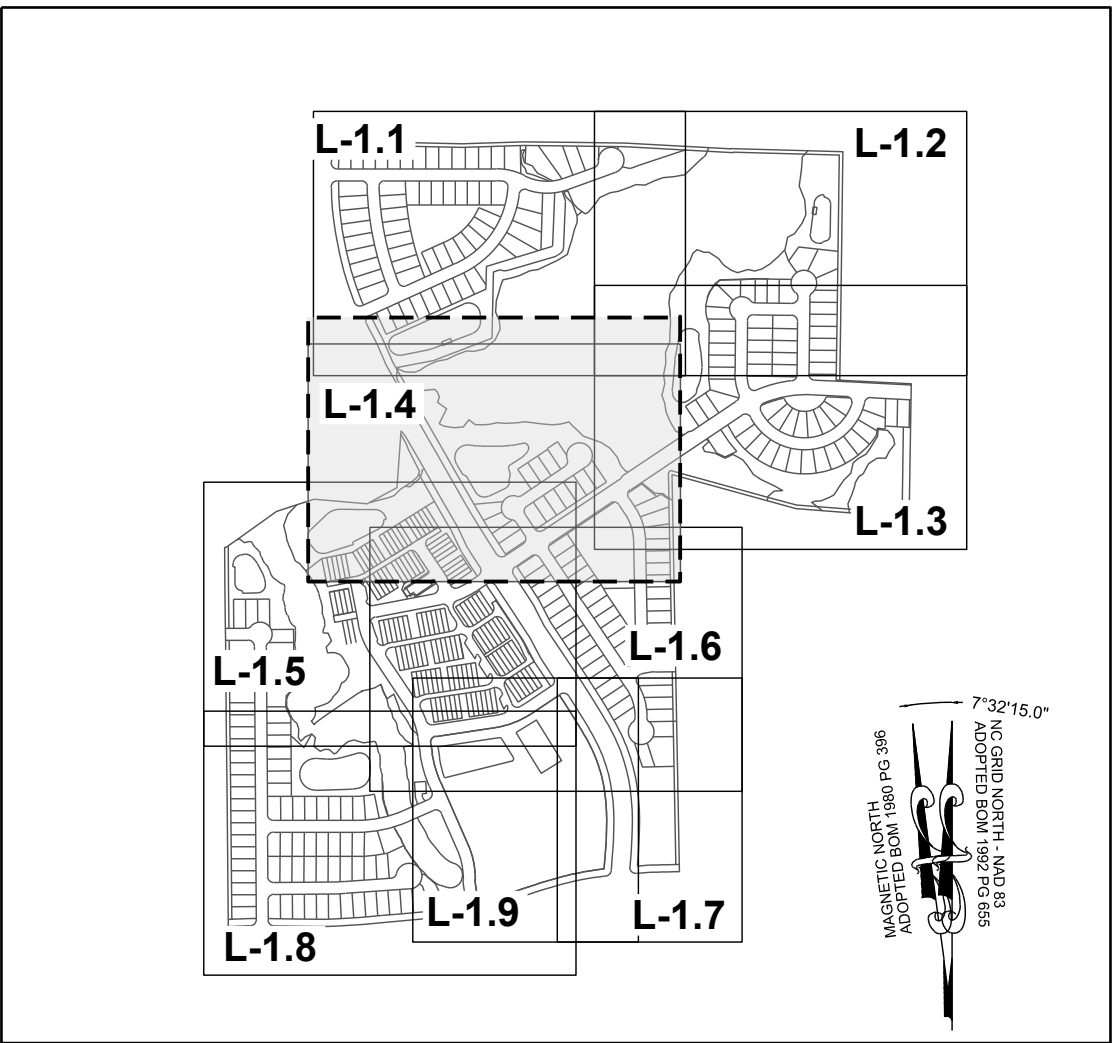 L-1.1
L-1.2
L-1.4
L-1.3
L-1.6
L-1.5
7°32'15.0"
NC GRID NORTH - NAD 83
ADOPTED BOM 1992 PG 655
MAGNETIC NORTH
ADOPTED BOM 1980 PG 396
L-1.9
L-1.7
L-1.8